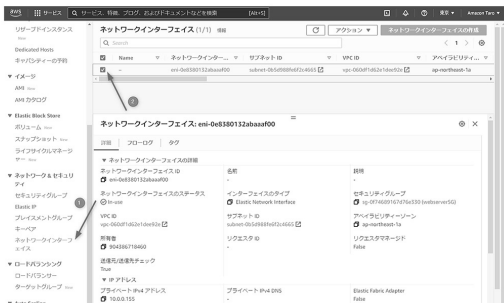 aws
サービス
サービス、特徴、ブログ、およびドキュメントなどを検索
[Alt+S]
東京
Amazon Taro
リザーブドインスタンス
New
Dedicated Hosts
キャパシティーの予約
イメージ
AMI New
AMI カタログ
Elastic Block Store
ボリューム New
スナップショット New
ライフサイクルマネージャー New
ネットワーク & セキュリティ
セキュリティグループ
Elastic IP
プレイスメントグループ
キーペア
ネットワークインターフェイス
ロードバランシング
ロードバランサー
ターゲットグループ New
ネットワークインターフェイス (1/1) 情報
アクション
ネットワークインターフェイスの作成
Search
1
Name
ネットワークインター...
サブネット ID
VPC ID
アベイラビリティ...
–
eni-0e8380132abaaaf00
subnet-0b5d988fe6f2c4665
vpc-060df1d62e1dee92e
ap-northeast-1a
2
1
ネットワークインターフェイス: eni-0e8380132abaaaf00
詳細
フローログ
タグ
ネットワークインターフェイスの詳細
ネットワークインターフェイス ID
名前
説明
eni-0e8380132abaaaf00
-
-
ネットワークインターフェイスのステータス
インターフェイスのタイプ
セキュリティグループ
In-use
Elastic Network Interface
sg-0f74689167d76e530 (webserverSG)
VPC ID
サブネット ID
アベイラビリティーゾーン
vpc-060df1d62e1dee92e
subnet-0b5d988fe6f2c4665
ap-northeast-1a
所有者
リクエスタ ID
リクエスタマネージド
904386718460
-
False
送信元/送信先チェック
True
IP アドレス
プライベート IPv4 アドレス
プライベート IPv4 DNS
Elastic Fabric Adapter
10.0.0.155
-
False